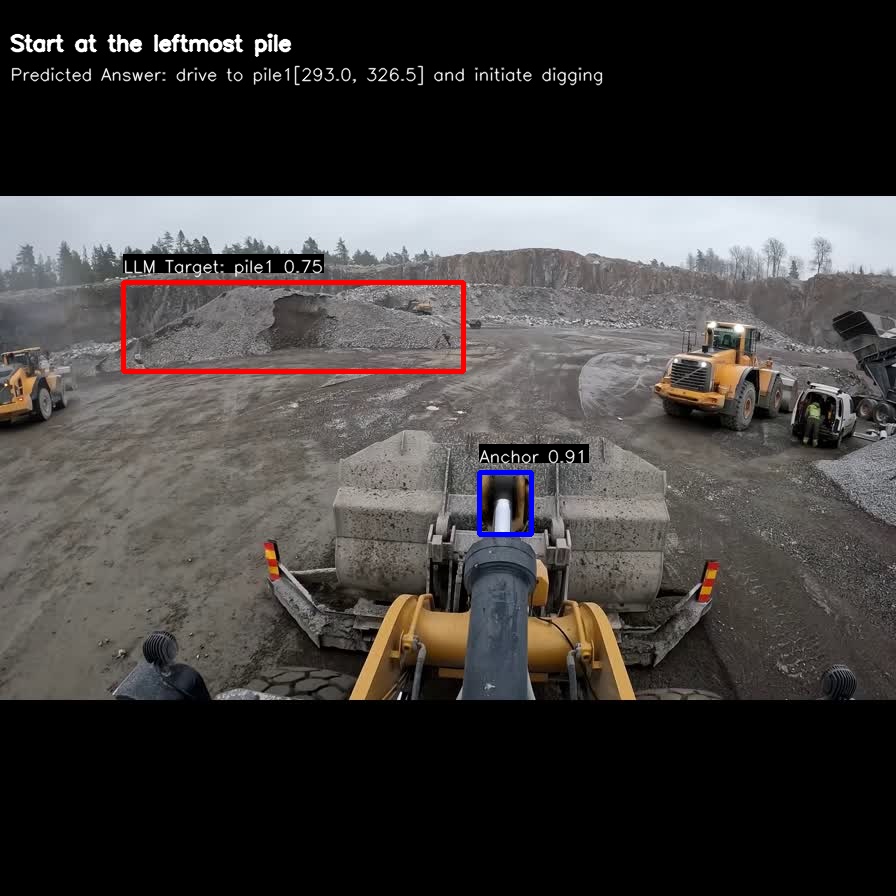 Start at the leftmost pile
Predicted Answer: drive to pile1[293.0, 326.5] and initiate digging
LLM Target: pile1 0.75
Anchor 0.91